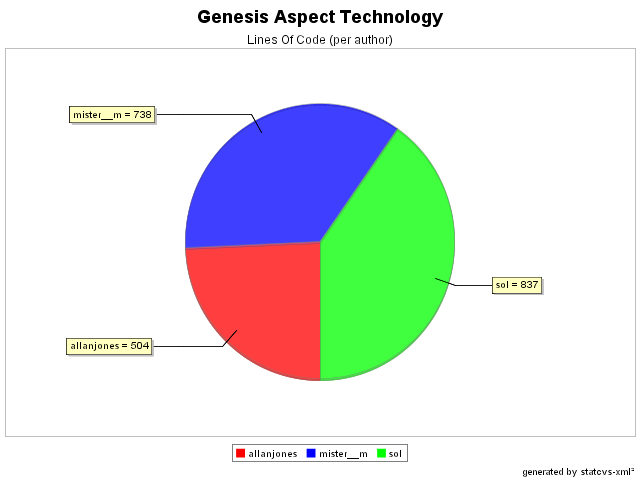 Genesis Aspect Technology
Lines Of Code (per author)
mister__m = 738
sol = 837
allanjones = 504
allanjones mister__m sol
generated by statcvs-xml²